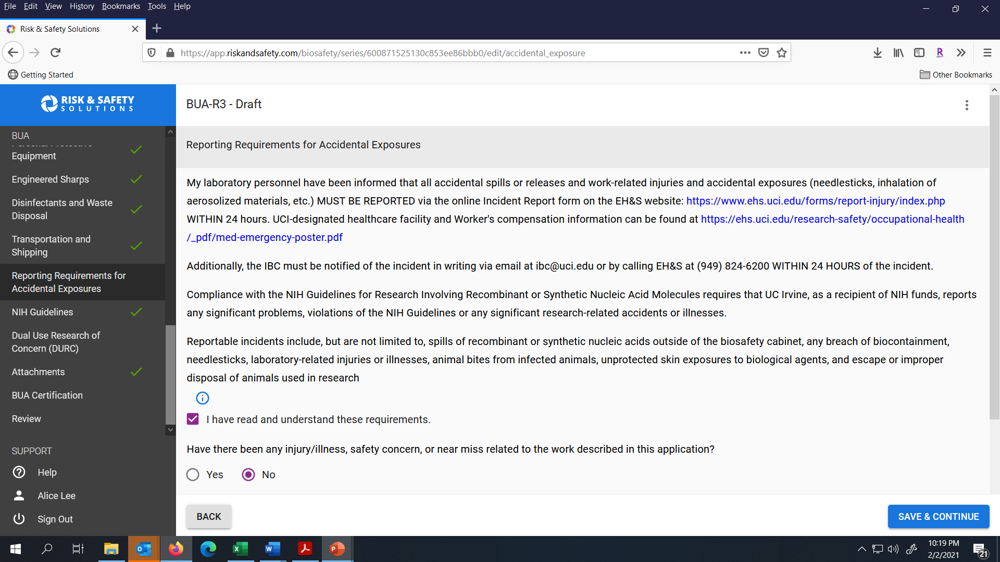 File Edit View History Bookmarks Tools Help
Risk & Safety Solutions
https://app.riskandsafety.com/biosafety/series/600871525130c853ee86bbb0/edit/accidental_exposure
Getting Started
Other Bookmarks
RISK & SAFETY
SOLUTIONS
BUA
Equipment
Engineered Sharps
Disinfectants and Waste
Disposal
Transportation and
Shipping
Reporting Requirements for
Accidental Exposures
NIH Guidelines
Dual Use Research of
Concern (DURC)
Attachments
BUA Certification
Review
SUPPORT
Help
Alice Lee
Sign Out
BUA-R3 - Draft
Reporting Requirements for Accidental Exposures
My laboratory personnel have been informed that all accidental spills or releases and work-related injuries and accidental exposures (needlesticks, inhalation of
aerosolized materials, etc.) MUST BE REPORTED via the online Incident Report form on the EH&S website: https://www.ehs.uci.edu/forms/report-injury/index.php
WITHIN 24 hours. UCI-designated healthcare facility and Worker's compensation information can be found at https://ehs.uci.edu/research-safety/occupational-health
/_pdf/med-emergency-poster.pdf
Additionally, the IBC must be notified of the incident in writing via email at ibc@uci.edu or by calling EH&S at (949) 824-6200 WITHIN 24 HOURS of the incident.
Compliance with the NIH Guidelines for Research Involving Recombinant or Synthetic Nucleic Acid Molecules requires that UC Irvine, as a recipient of NIH funds, reports
any significant problems, violations of the NIH Guidelines or any significant research-related accidents or illnesses.
Reportable incidents include, but are not limited to, spills of recombinant or synthetic nucleic acids outside of the biosafety cabinet, any breach of biocontainment,
needlesticks, laboratory-related injuries or illnesses, animal bites from infected animals, unprotected skin exposures to biological agents, and escape or improper
disposal of animals used in research
I have read and understand these requirements.
Have there been any injury/illness, safety concern, or near miss related to the work described in this application?
Yes No
BACK
SAVE & CONTINUE
10:19 PM
2/2/2021
21